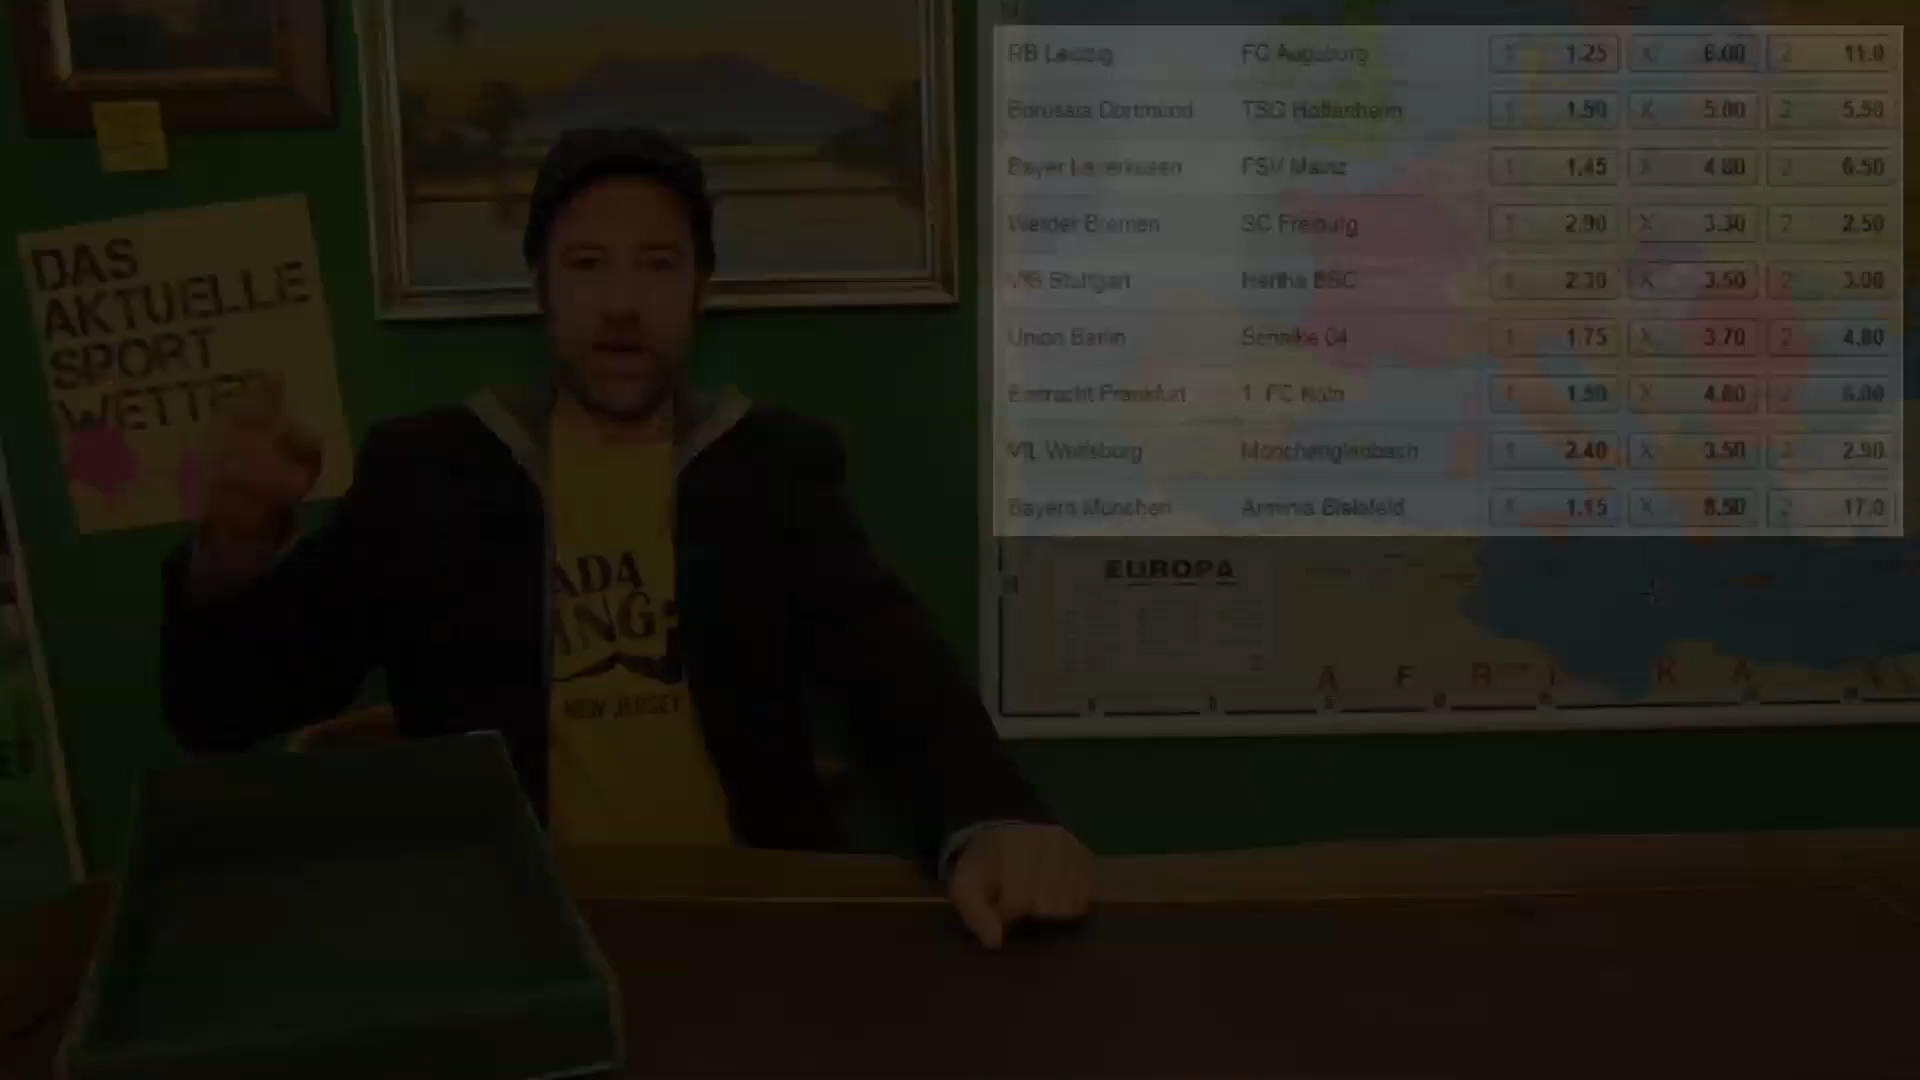 RB Leipzig FC Augsburg 1 1.25 X 6.00 2 11.0
Borussia Dortmund TSG Hoffenheim 1 1.50 X 5.00 2 5.50
Bayer Leverkusen FSV Mainz 1 1.45 X 4.80 2 6.50
Werder Bremen SC Freiburg 1 2.90 X 3.30 2 2.50
VfB Stuttgart Hertha BSC 1 2.30 X 3.50 2 3.00
Union Berlin Schalke 04 1 1.75 X 3.70 2 4.80
Eintracht Frankfurt 1. FC Köln 1 1.50 X 4.80 2 6.00
VfL Wolfsburg Mönchengladbach 1 2.40 X 3.50 2 2.90
Bayern München Arminia Bielefeld 1 1.15 X 8.50 2 17.0
DAS
AKTUELLE
SPORT
WETTE
ADA
ING
NEW JERSEY
EUROPA
A F R I K A